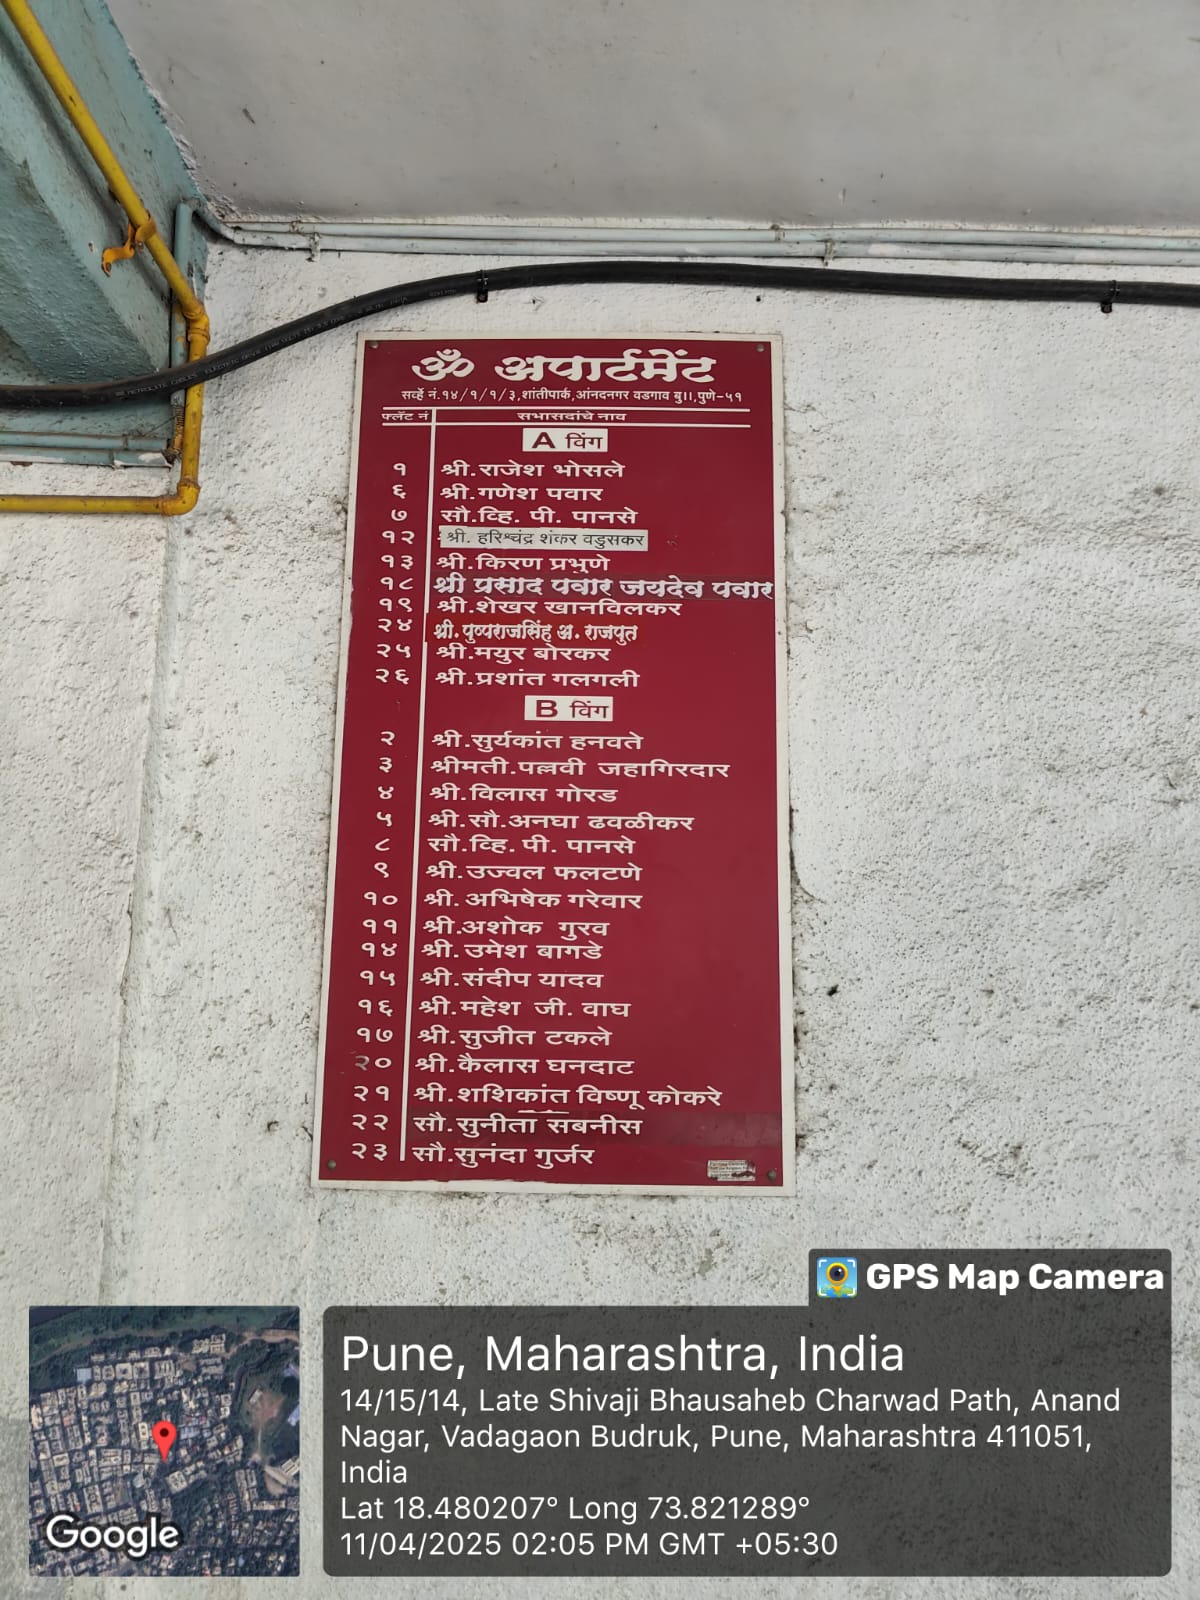 ॐ अपार्टमेंट
सर्व्हे नं.१४/१/१/३,शांतीपार्क,आंनदनगर वडगाव बु।।,पुणे-५१
फ्लॅट नं सभासदांचे नाव
A विंग
१ श्री.राजेश भोसले
६ श्री.गणेश पवार
७ सौ.व्हि. पी. पानसे
१२ श्री. हरिश्चंद्र शंकर वडुसकर
१३ श्री.किरण प्रभुणे
१८ श्री प्रसाद पवार जयदेव पवार
१९ श्री.शेखर खानविलकर
२४ श्री.पुष्पराजसिंह अ. राजपुत
२५ श्री.मयुर बोरकर
२६ श्री.प्रशांत गलगली
B विंग
२ श्री.सुर्यकांत हनवते
३ श्रीमती.पल्लवी जहागिरदार
४ श्री.विलास गोरड
५ श्री.सौ.अनघा ढवळीकर
८ सौ.व्हि. पी. पानसे
९ श्री.उज्वल फलटणे
१० श्री. अभिषेक गरेवार
११ श्री.अशोक गुरव
१४ श्री.उमेश बागडे
१५ श्री.संदीप यादव
१६ श्री.महेश जी. वाघ
१७ श्री.सुजीत टकले
२० श्री.कैलास घनदाट
२१ श्री.शशिकांत विष्णू कोकरे
२२ सौ.सुनीता सबनीस
२३ सौ.सुनंदा गुर्जर
GPS Map Camera
Pune, Maharashtra, India
14/15/14, Late Shivaji Bhausaheb Charwad Path, Anand
Nagar, Vadagaon Budruk, Pune, Maharashtra 411051,
India
Lat 18.480207° Long 73.821289°
11/04/2025 02:05 PM GMT +05:30
Google